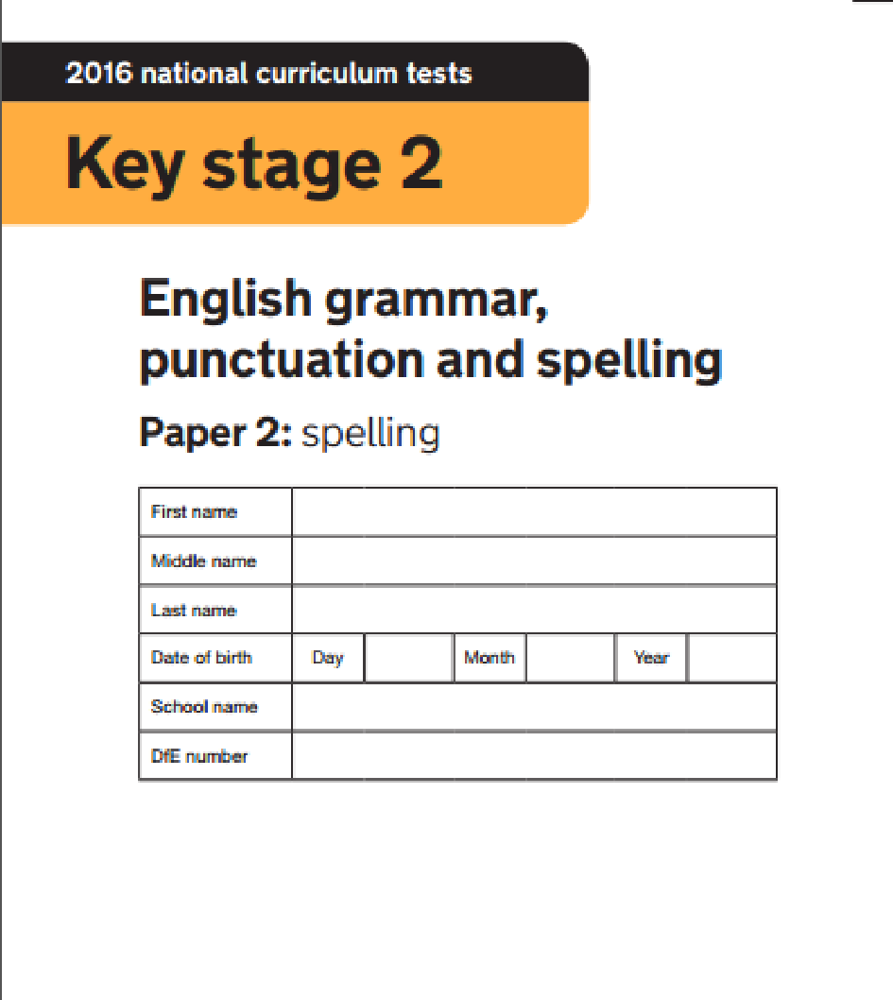 2016 national curriculum tests
Key stage 2
English grammar,
punctuation and spelling
Paper 2: spelling
First name
Middle name
Last name
Date of birth Day Month Year
School name
DfE number